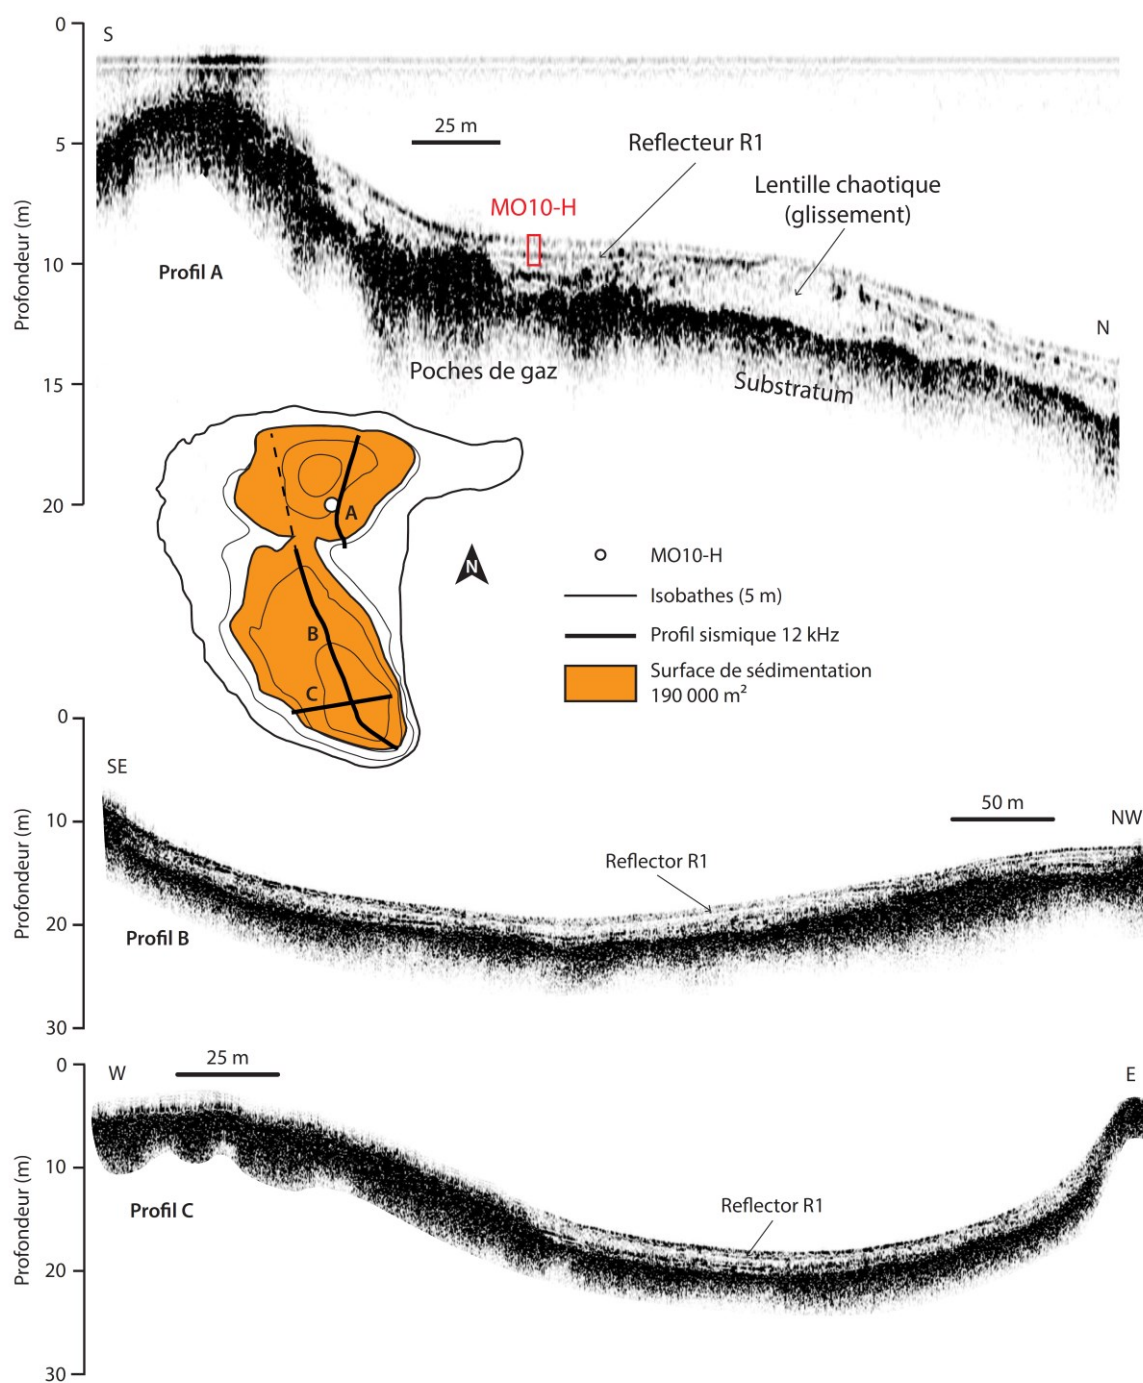 0
S
5
10
15
20
Profondeur (m)
25 m
Reflecteur R1
Lentille chaotique
(glissement)
MO10-H
Profil A
N
Poches de gaz
Substratum
A
B
C
N
MO10-H
Isobathes (5 m)
Profil sismique 12 kHz
Surface de sédimentation
190 000 m²
0
10
20
30
Profondeur (m)
SE
50 m
NW
Reflector R1
Profil B
0
10
20
30
Profondeur (m)
W
25 m
E
Reflector R1
Profil C